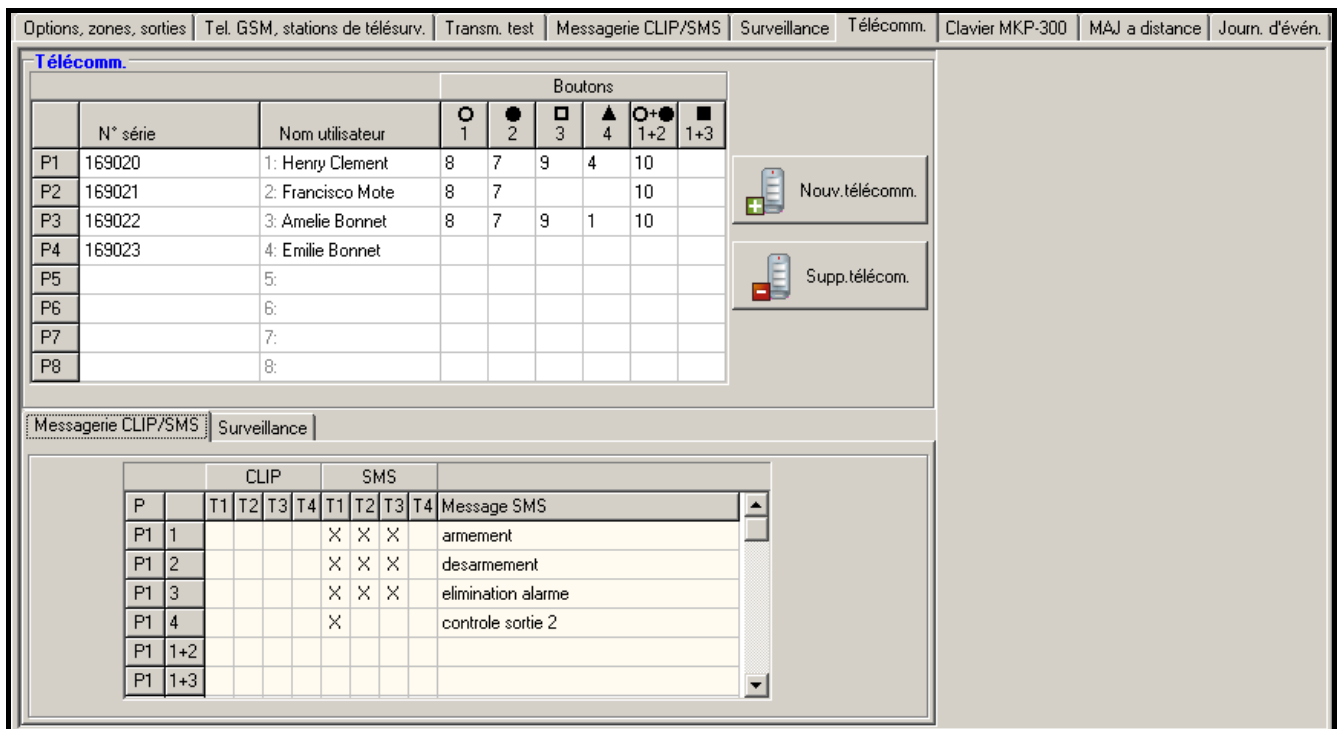 Options, zones, sorties Tel. GSM, stations de télésurv. Transm. test Messagerie CLIP/SMS Surveillance Télécomm. Clavier MKP-300 MAJ a distance Journ. d'évén.
Télécomm.
Boutons
N° série Nom utilisateur 1 2 3 4 1+2 1+3
P1 169020 1: Henry Clement 8 7 9 4 10
P2 169021 2: Francisco Mote 8 7 10
P3 169022 3: Amelie Bonnet 8 7 9 1 10
P4 169023 4: Emilie Bonnet
P5 5:
P6 6:
P7 7:
P8 8:
Nouv.télécomm.
Supp.télécom.
Messagerie CLIP/SMS Surveillance
CLIP SMS
P T1 T2 T3 T4 T1 T2 T3 T4 Message SMS
P1 1 X X X armement
P1 2 X X X desarmement
P1 3 X X X elimination alarme
P1 4 X controle sortie 2
P1 1+2
P1 1+3